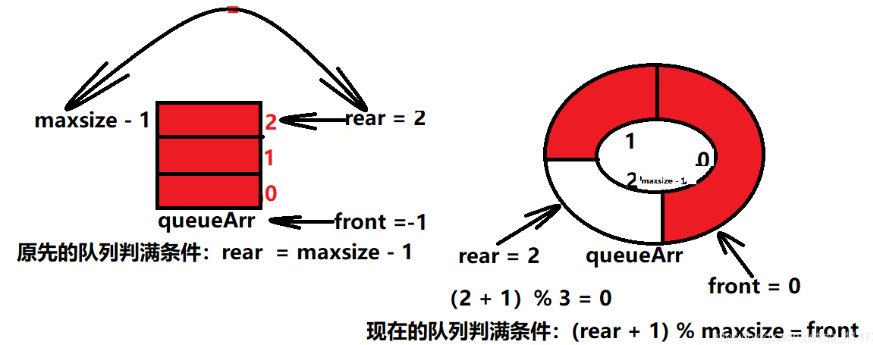 maxsize - 1
2
rear = 2
1
0
queueArr
front =-1
原先的队列判满条件：rear = maxsize - 1
1
0
2
maxsize - 1
rear = 2
queueArr
front = 0
（2 + 1）% 3 = 0
现在的队列判满条件：(rear + 1) % maxsize = front